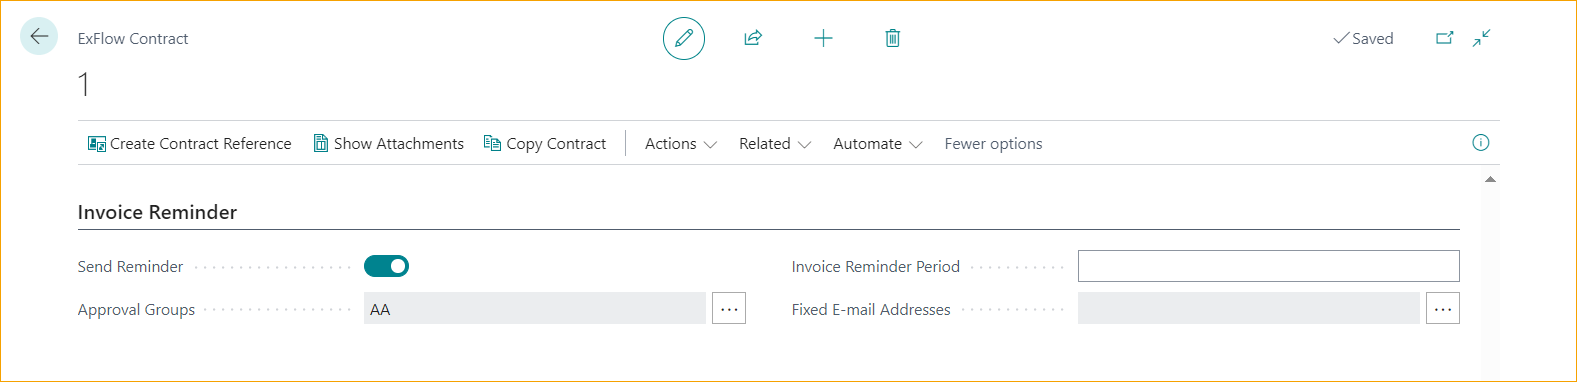 ExFlow Contract
Saved
1
Create Contract Reference Show Attachments Copy Contract Actions Related Automate Fewer options
Invoice Reminder
Send Reminder Invoice Reminder Period
Approval Groups AA ... Fixed E-mail Addresses ...